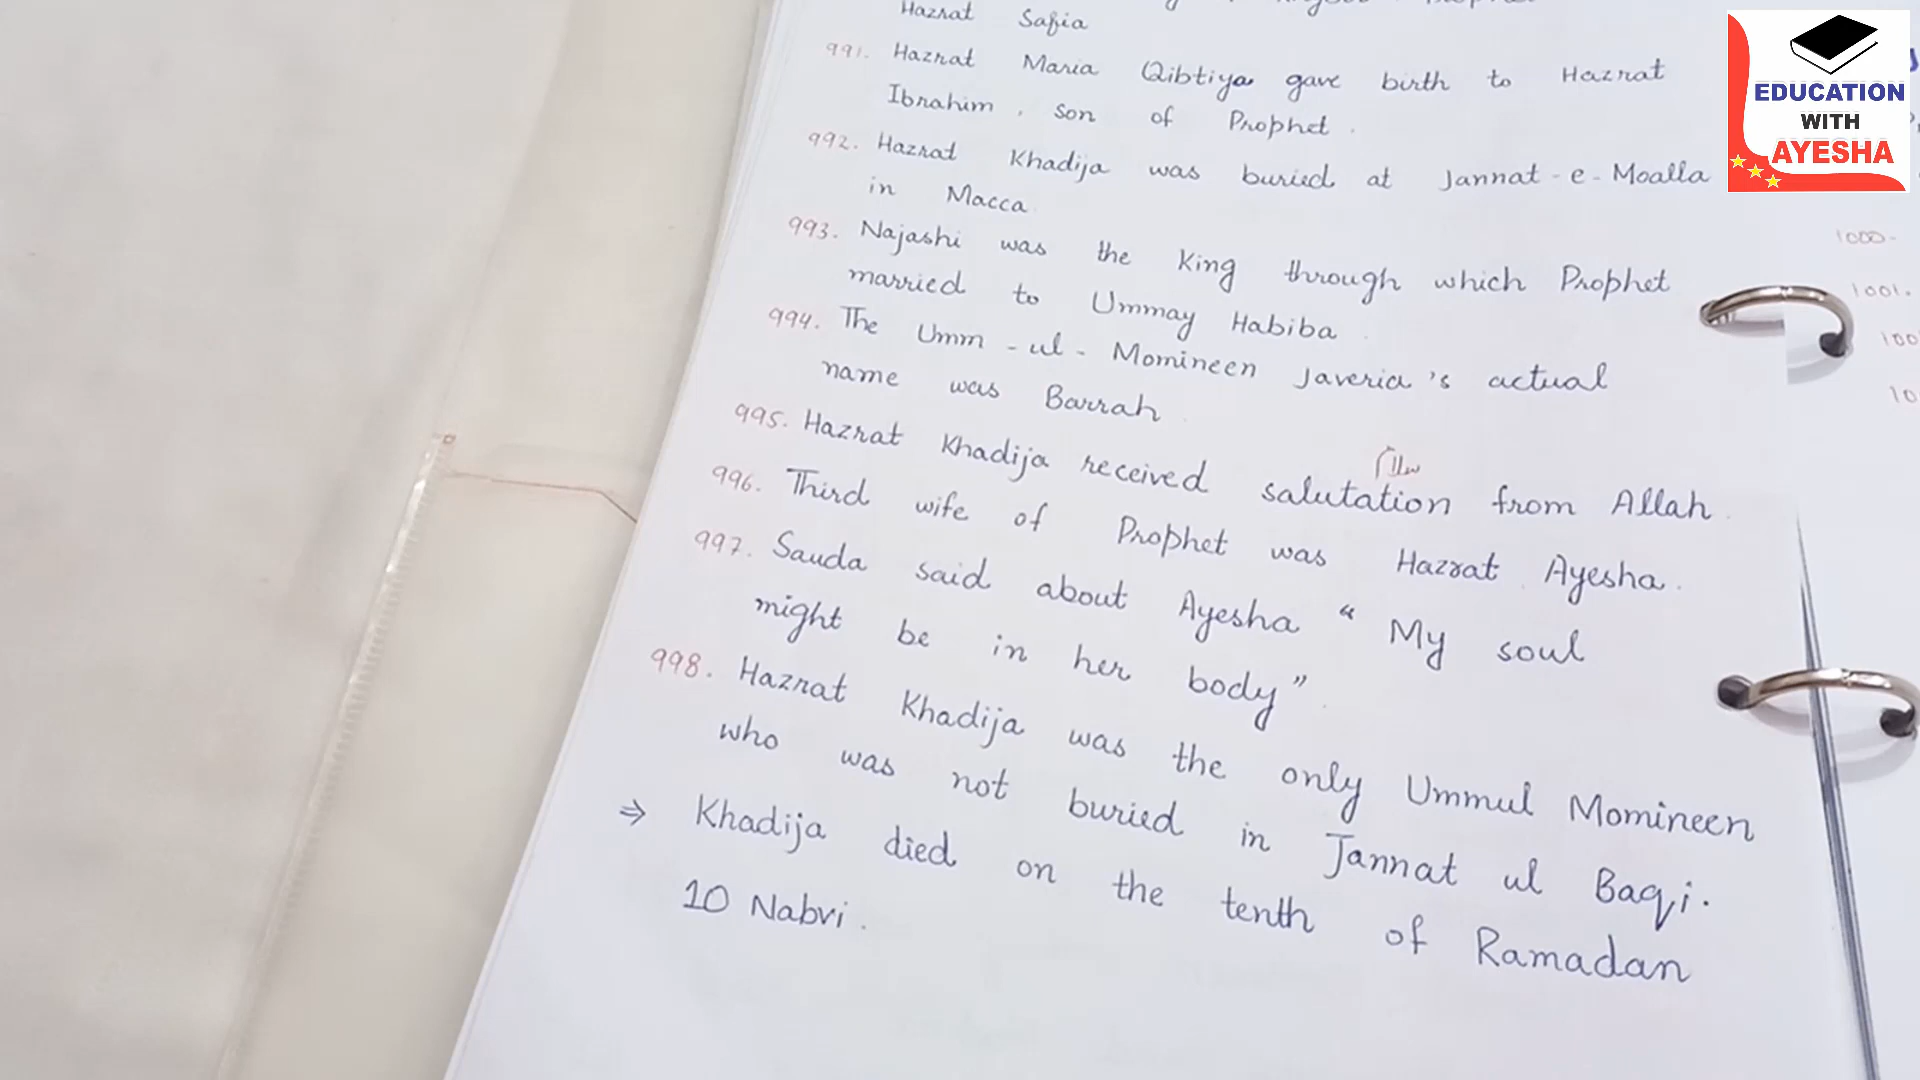 Hazrat Safia
991. Hazrat Maria Qibtiya gave birth to Hazrat
Ibrahim, son of Prophet.
992. Hazrat Khadija was buried at Jannat-e-Moalla
in Macca
993. Najashi was the King through which Prophet
married to Ummay Habiba.
994. The Umm-ul-Momineen Javeria's actual
name was Barrah.
995. Hazrat Khadija received salutation from Allah.
996. Third wife of Prophet was Hazrat Ayesha.
997. Sauda said about Ayesha “My soul
might be in her body”.
998. Hazrat Khadija was the only Ummul Momineen
who was not buried in Jannat ul Baqi.
⇒ Khadija died on the tenth of Ramadan
10 Nabvi.
1000-
1001.
EDUCATION
WITH
AYESHA